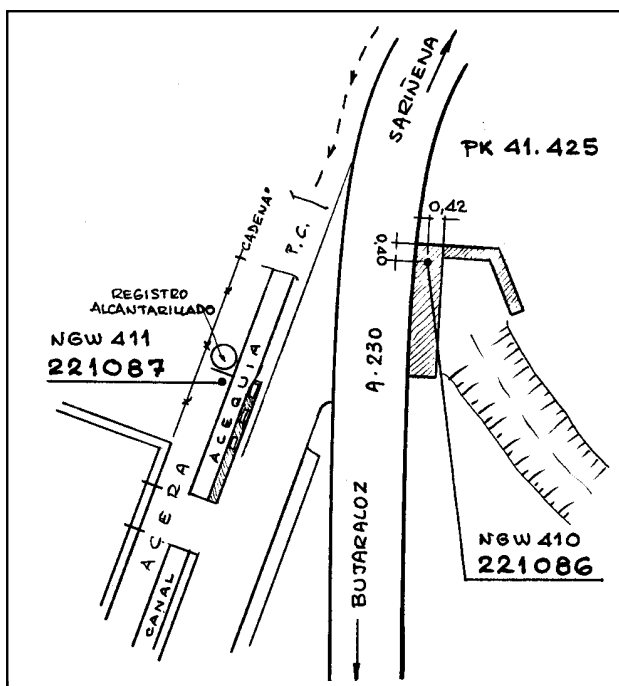 SARIÑENA
PK 41.425
0,42
0,40
CADENAº
P.C.
REGISTRO
ALCANTARILLADO
NGW 411
221087
ACEQUIA
A-230
ACERA
CANAL
BUJARALOZ
NGW 410
221086